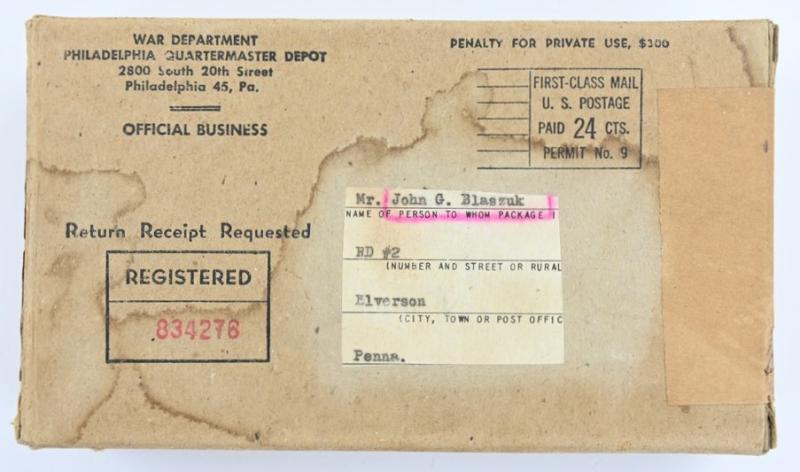 WAR DEPARTMENT
PHILADELPHIA QUARTERMASTER DEPOT
2800 South 20th Street
Philadelphia 45, Pa.
OFFICIAL BUSINESS
PENALTY FOR PRIVATE USE, $300
FIRST-CLASS MAIL
U. S. POSTAGE
PAID 24 CTS.
PERMIT No. 9
Return Receipt Requested
REGISTERED
834276
Mr. John G. Blaszuk
NAME OF PERSON TO WHOM PACKAGE I
RD #2
(NUMBER AND STREET OR RURAL
Elverson
(CITY, TOWN OR POST OFFIC
Penna.